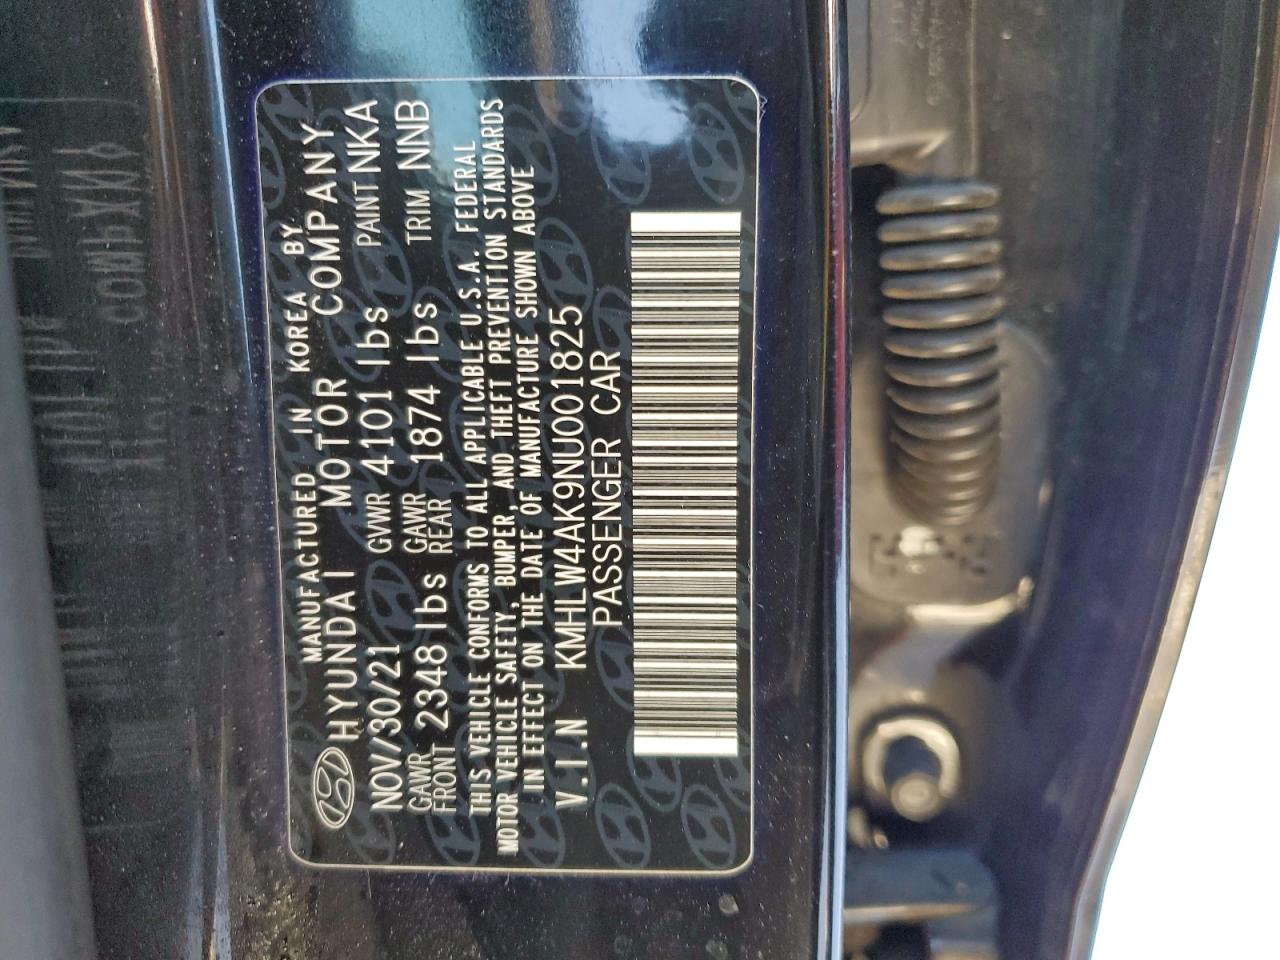 MANUFACTURED IN KOREA BY
HYUNDAI MOTOR COMPANY
NOV/30/21 GVWR 4101 lbs PAINT NKA
GAWR FRONT 2348 lbs GAWR REAR 1874 lbs TRIM NNB
THIS VEHICLE CONFORMS TO ALL APPLICABLE U.S.A. FEDERAL
MOTOR VEHICLE SAFETY, BUMPER, AND THEFT PREVENTION STANDARDS
IN EFFECT ON THE DATE OF MANUFACTURE SHOWN ABOVE
V.I.N KMHLW4AK9NU001825
PASSENGER CAR